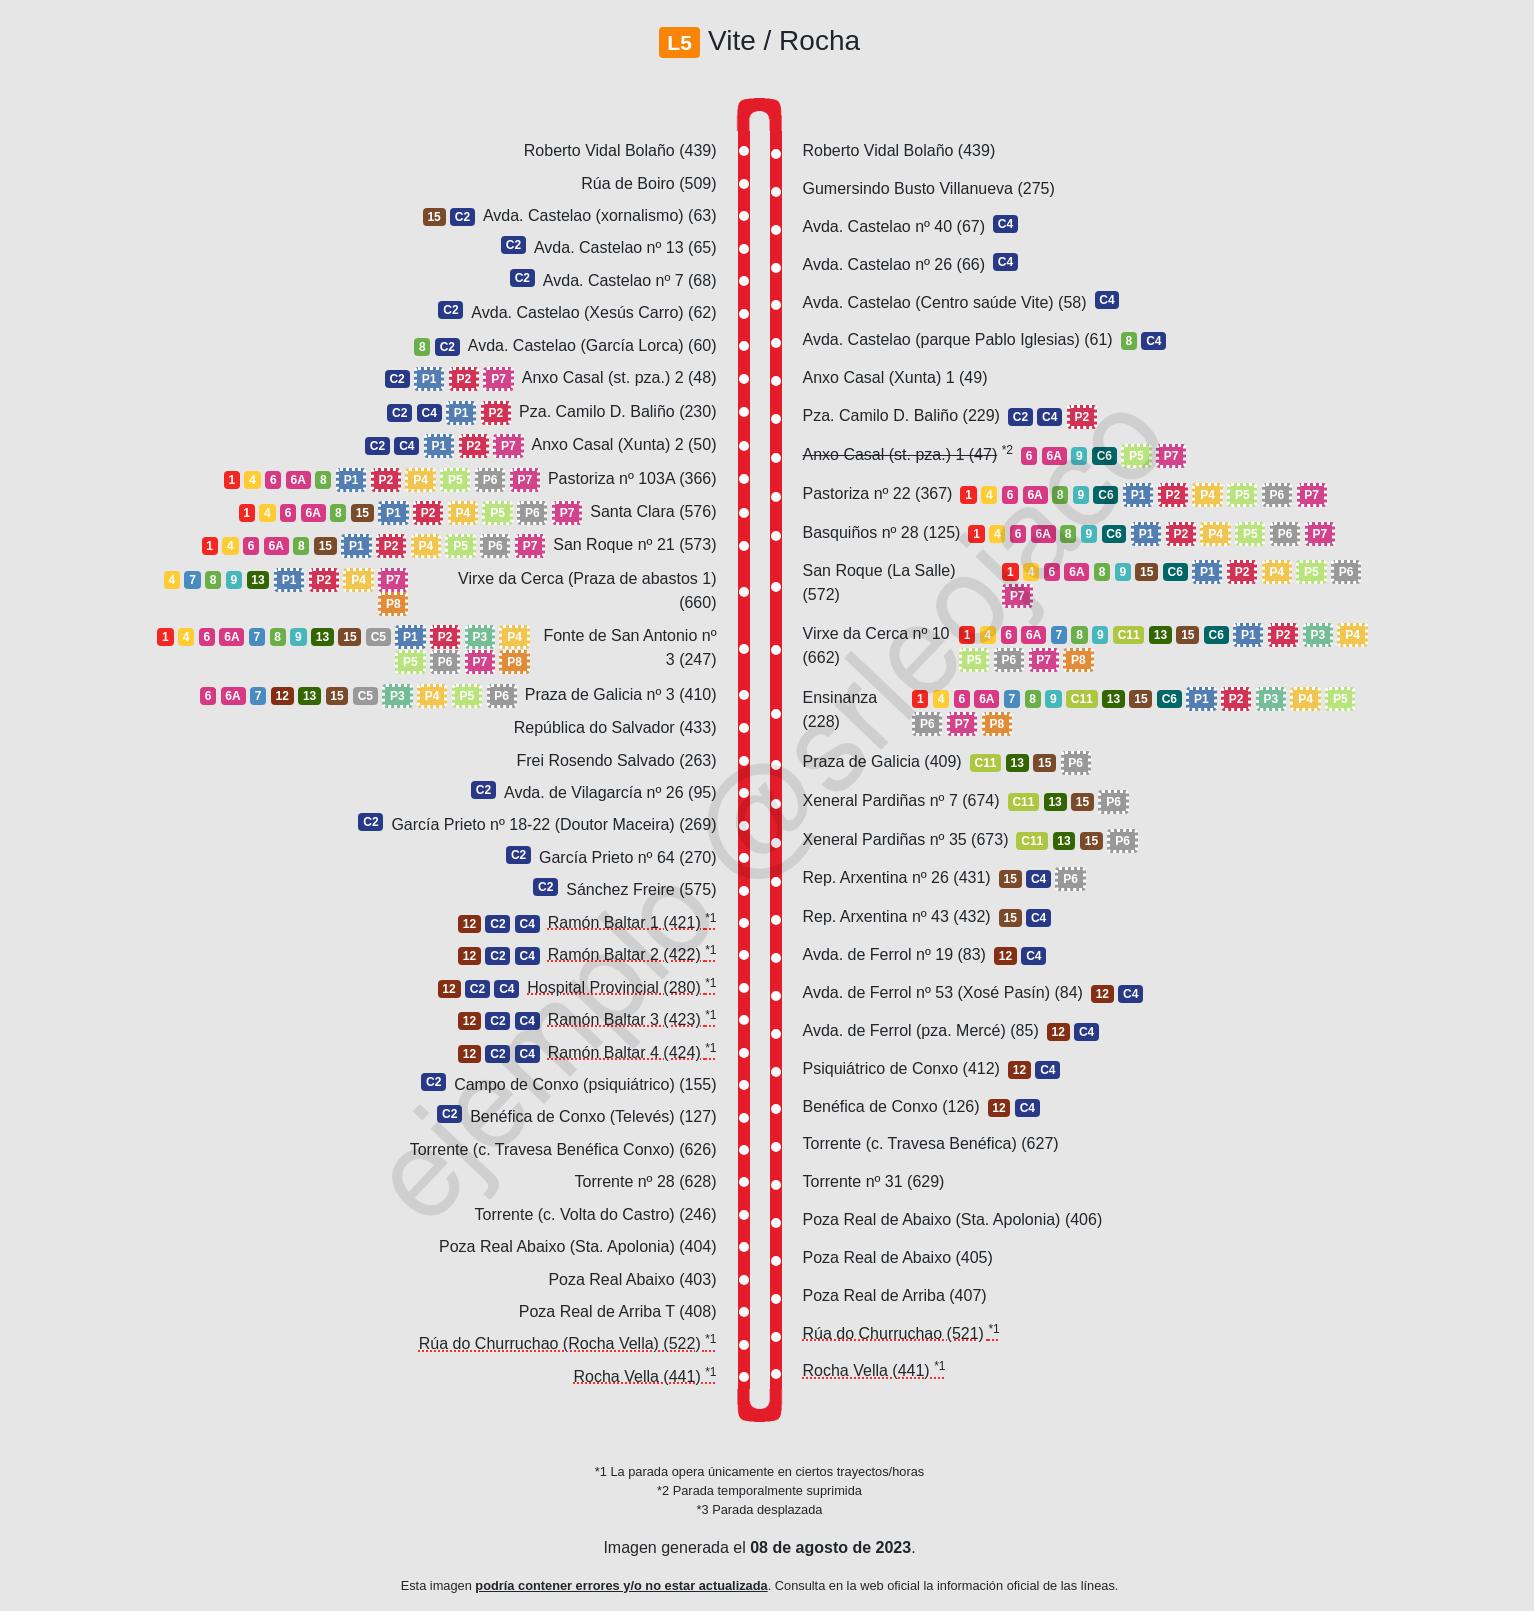 L5 Vite / Rocha
Roberto Vidal Bolaño (439)
Rúa de Boiro (509)
15 C2 Avda. Castelao (xornalismo) (63)
C2 Avda. Castelao nº 13 (65)
C2 Avda. Castelao nº 7 (68)
C2 Avda. Castelao (Xesús Carro) (62)
8 C2 Avda. Castelao (García Lorca) (60)
C2 P1 P2 P7 Anxo Casal (st. pza.) 2 (48)
C2 C4 P1 P2 Pza. Camilo D. Baliño (230)
C2 C4 P1 P2 P7 Anxo Casal (Xunta) 2 (50)
1 4 6 6A 8 P1 P2 P4 P5 P6 P7 Pastoriza nº 103A (366)
1 4 6 6A 8 15 P1 P2 P4 P5 P6 P7 Santa Clara (576)
1 4 6 6A 8 15 P1 P2 P4 P5 P6 P7 San Roque nº 21 (573)
4 7 8 9 13 P1 P2 P4 P7 Virxe da Cerca (Praza de abastos 1)
P8 (660)
1 4 6 6A 7 8 9 13 15 C5 P1 P2 P3 P4 Fonte de San Antonio nº
P5 P6 P7 P8 3 (247)
6 6A 7 12 13 15 C5 P3 P4 P5 P6 Praza de Galicia nº 3 (410)
República do Salvador (433)
Frei Rosendo Salvado (263)
C2 Avda. de Vilagarcía nº 26 (95)
C2 García Prieto nº 18-22 (Doutor Maceira) (269)
C2 García Prieto nº 64 (270)
C2 Sánchez Freire (575)
12 C2 C4 Ramón Baltar 1 (421) *1
12 C2 C4 Ramón Baltar 2 (422) *1
12 C2 C4 Hospital Provincial (280) *1
12 C2 C4 Ramón Baltar 3 (423) *1
12 C2 C4 Ramón Baltar 4 (424) *1
C2 Campo de Conxo (psiquiátrico) (155)
C2 Benéfica de Conxo (Televés) (127)
Torrente (c. Travesa Benéfica Conxo) (626)
Torrente nº 28 (628)
Torrente (c. Volta do Castro) (246)
Poza Real Abaixo (Sta. Apolonia) (404)
Poza Real Abaixo (403)
Poza Real de Arriba T (408)
Rúa do Churruchao (Rocha Vella) (522) *1
Rocha Vella (441) *1
Roberto Vidal Bolaño (439)
Gumersindo Busto Villanueva (275)
Avda. Castelao nº 40 (67) C4
Avda. Castelao nº 26 (66) C4
Avda. Castelao (Centro saúde Vite) (58) C4
Avda. Castelao (parque Pablo Iglesias) (61) 8 C4
Anxo Casal (Xunta) 1 (49)
Pza. Camilo D. Baliño (229) C2 C4 P2
Anxo Casal (st. pza.) 1 (47) *2 6 6A 9 C6 P5 P7
Pastoriza nº 22 (367) 1 4 6 6A 8 9 C6 P1 P2 P4 P5 P6 P7
Basquiños nº 28 (125) 1 4 6 6A 8 9 C6 P1 P2 P4 P5 P6 P7
San Roque (La Salle) 1 4 6 6A 8 9 15 C6 P1 P2 P4 P5 P6
(572) P7
Virxe da Cerca nº 10 1 4 6 6A 7 8 9 C11 13 15 C6 P1 P2 P3 P4
(662) P5 P6 P7 P8
Ensinanza 1 4 6 6A 7 8 9 C11 13 15 C6 P1 P2 P3 P4 P5
(228) P6 P7 P8
Praza de Galicia (409) C11 13 15 P6
Xeneral Pardiñas nº 7 (674) C11 13 15 P6
Xeneral Pardiñas nº 35 (673) C11 13 15 P6
Rep. Arxentina nº 26 (431) 15 C4 P6
Rep. Arxentina nº 43 (432) 15 C4
Avda. de Ferrol nº 19 (83) 12 C4
Avda. de Ferrol nº 53 (Xosé Pasín) (84) 12 C4
Avda. de Ferrol (pza. Mercé) (85) 12 C4
Psiquiátrico de Conxo (412) 12 C4
Benéfica de Conxo (126) 12 C4
Torrente (c. Travesa Benéfica) (627)
Torrente nº 31 (629)
Poza Real de Abaixo (Sta. Apolonia) (406)
Poza Real de Abaixo (405)
Poza Real de Arriba (407)
Rúa do Churruchao (521) *1
Rocha Vella (441) *1
ejemplo @srleojaco
*1 La parada opera únicamente en ciertos trayectos/horas
*2 Parada temporalmente suprimida
*3 Parada desplazada
Imagen generada el 08 de agosto de 2023.
Esta imagen podría contener errores y/o no estar actualizada. Consulta en la web oficial la información oficial de las líneas.